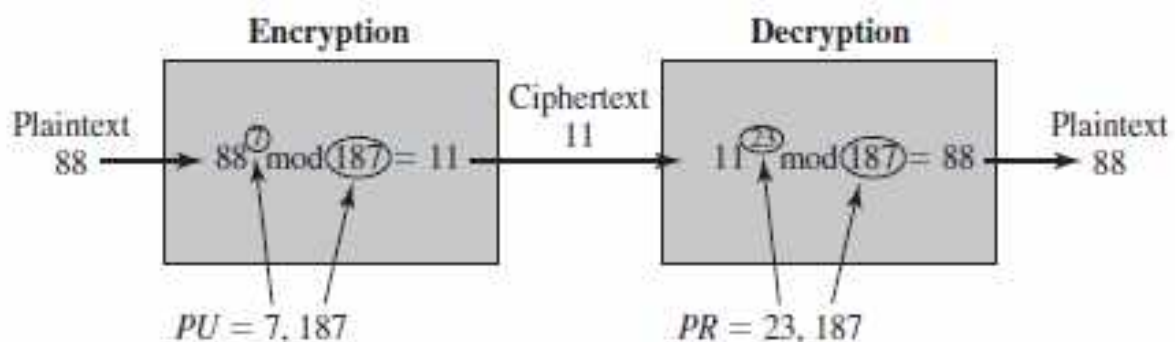 Encryption
Decryption
Plaintext
88
88^7 mod 187 = 11
Ciphertext
11
11^23 mod 187 = 88
Plaintext
88
PU = 7, 187
PR = 23, 187